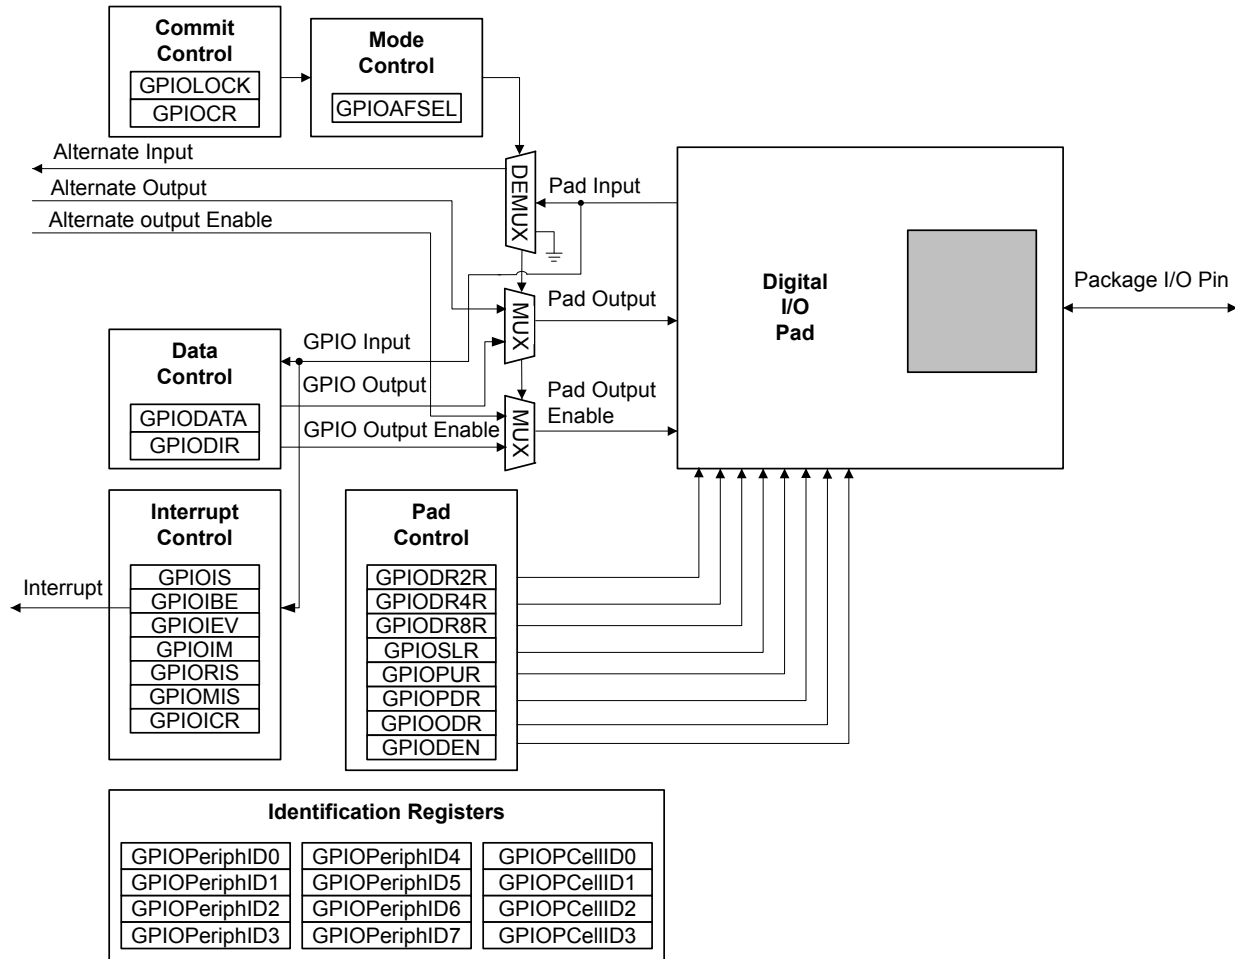 Commit
Control
GPIOLOCK
GPIOCR
Mode
Control
GPIOAFSEL
Alternate Input
Alternate Output
Alternate output Enable
DEMUX
Pad Input
MUX
Pad Output
MUX
Pad Output
Enable
Digital
I/O
Pad
Package I/O Pin
Data
Control
GPIODATA
GPIODIR
GPIO Input
GPIO Output
GPIO Output Enable
Interrupt
Control
GPIOIS
GPIOIBE
GPIOIEV
GPIOIM
GPIORIS
GPIOMIS
GPIOICR
Interrupt
Pad
Control
GPIODR2R
GPIODR4R
GPIODR8R
GPIOSLR
GPIOPUR
GPIOPDR
GPIOODR
GPIODEN
Identification Registers
GPIOPeriphID0
GPIOPeriphID1
GPIOPeriphID2
GPIOPeriphID3
GPIOPeriphID4
GPIOPeriphID5
GPIOPeriphID6
GPIOPeriphID7
GPIOPCellID0
GPIOPCellID1
GPIOPCellID2
GPIOPCellID3